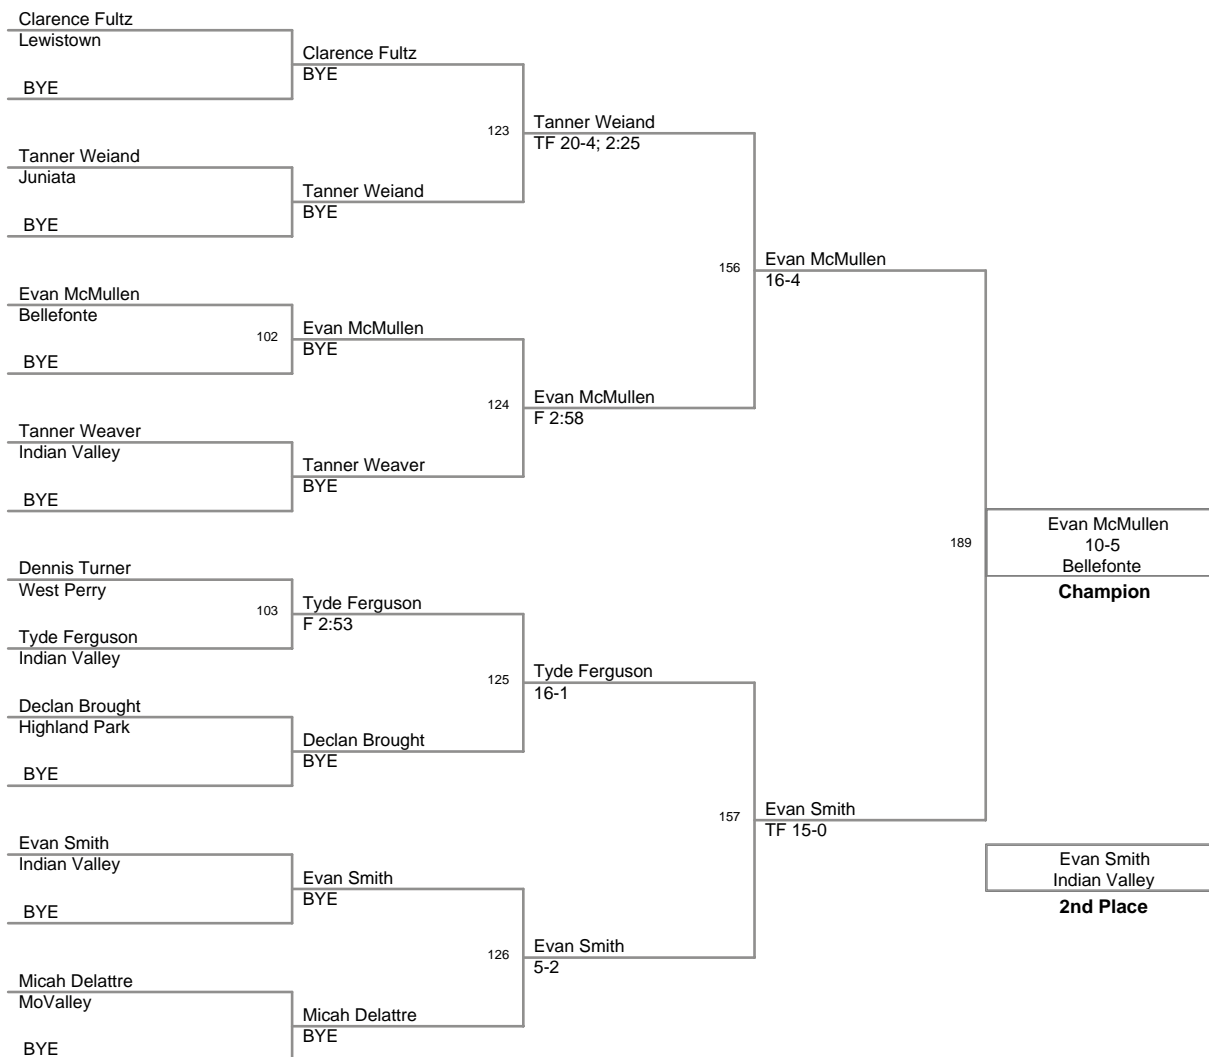 Clarence Fultz
Lewistown
BYE
Tanner Weiand
Juniata
BYE
Evan McMullen
Bellefonte
102
BYE
Tanner Weaver
Indian Valley
BYE
Dennis Turner
West Perry
103
Tyde Ferguson
Indian Valley
Declan Brought
Highland Park
BYE
Evan Smith
Indian Valley
BYE
Micah Delattre
MoValley
BYE
Clarence Fultz
BYE
123
Tanner Weiand
BYE
Evan McMullen
BYE
124
Tanner Weaver
BYE
Tyde Ferguson
F 2:53
125
Declan Brought
BYE
Evan Smith
BYE
126
Micah Delattre
BYE
Tanner Weiand
TF 20-4; 2:25
156
Evan McMullen
F 2:58
Tyde Ferguson
16-1
157
Evan Smith
5-2
Evan McMullen
16-4
189
Evan Smith
TF 15-0
Evan McMullen
10-5
Bellefonte
Champion
Evan Smith
Indian Valley
2nd Place